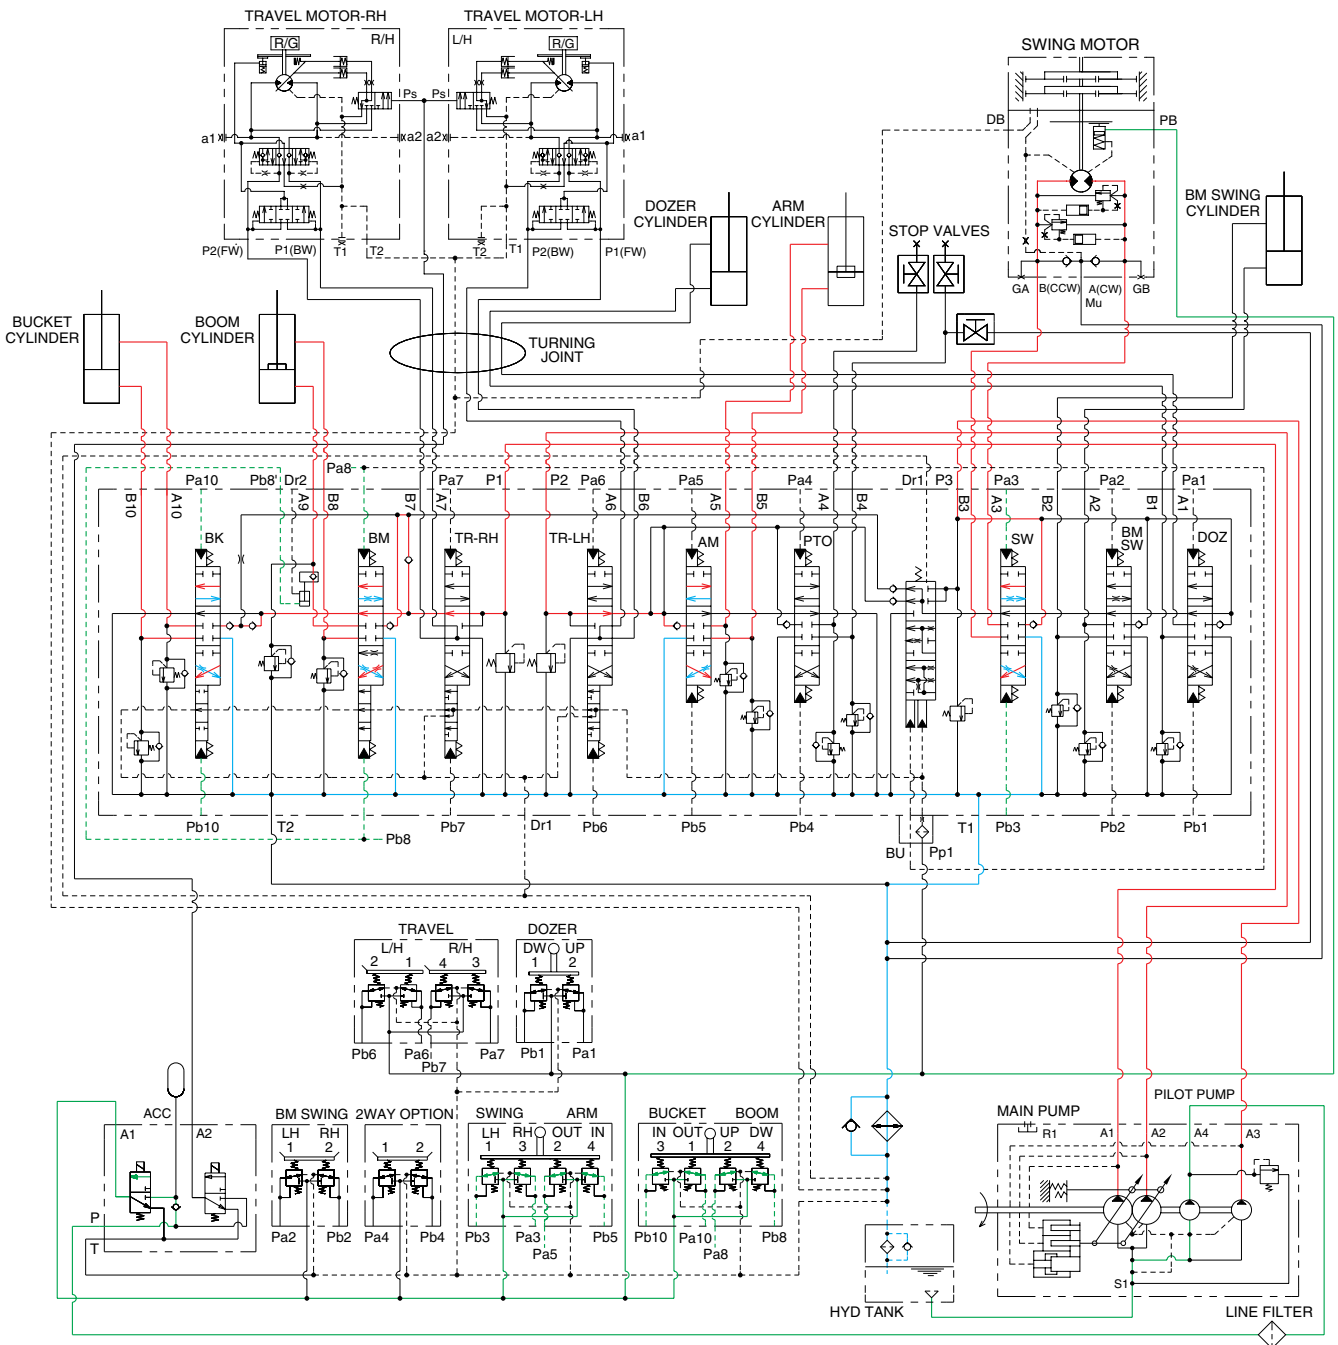 TRAVEL MOTOR-RH
TRAVEL MOTOR-LH
R/G R/H
L/H R/G
SWING MOTOR
Ps Ps
a1 a2 a2 a1
DB PB
P2(FW) P1(BW) T1 T2
T2 T1 P2(BW) P1(FW)
DOZER
CYLINDER
ARM
CYLINDER
STOP VALVES
BM SWING
CYLINDER
GA B(CCW) A(CW) GB
Mu
BUCKET
CYLINDER
BOOM
CYLINDER
TURNING
JOINT
Pa10 Pb8' Dr2 Pa8 Pa7 P1 P2 Pa6 Pa5 Pa4 Dr1 P3 Pa3 Pa2 Pa1
B10 A10 A9 B8 B7 A7 A6 B6 A5 B5 A4 B4 B3 A3 B2 A2 B1 A1
BK BM TR-RH TR-LH AM PTO SW BM
SW DOZ
Pb10 T2 Pb8 Pb7 Dr1 Pb6 Pb5 Pb4 T1 Pb3 Pb2 Pb1
BU Pp1
TRAVEL
L/H R/H
2 1 4 3
Pb6 Pa6 Pb7 Pa7
DOZER
DW UP
1 2
Pb1 Pa1
ACC
A1 A2
P
T
BM SWING
LH RH
1 2
Pa2 Pb2
2WAY OPTION
1 2
Pa4 Pb4
SWING ARM
LH RH OUT IN
1 3 2 4
Pb3 Pa3 Pa5 Pb5
BUCKET BOOM
IN OUT UP DW
3 1 2 4
Pb10 Pa10 Pa8 Pb8
HYD TANK
PILOT PUMP
MAIN PUMP
R1 A1 A2 A4 A3
S1
LINE FILTER